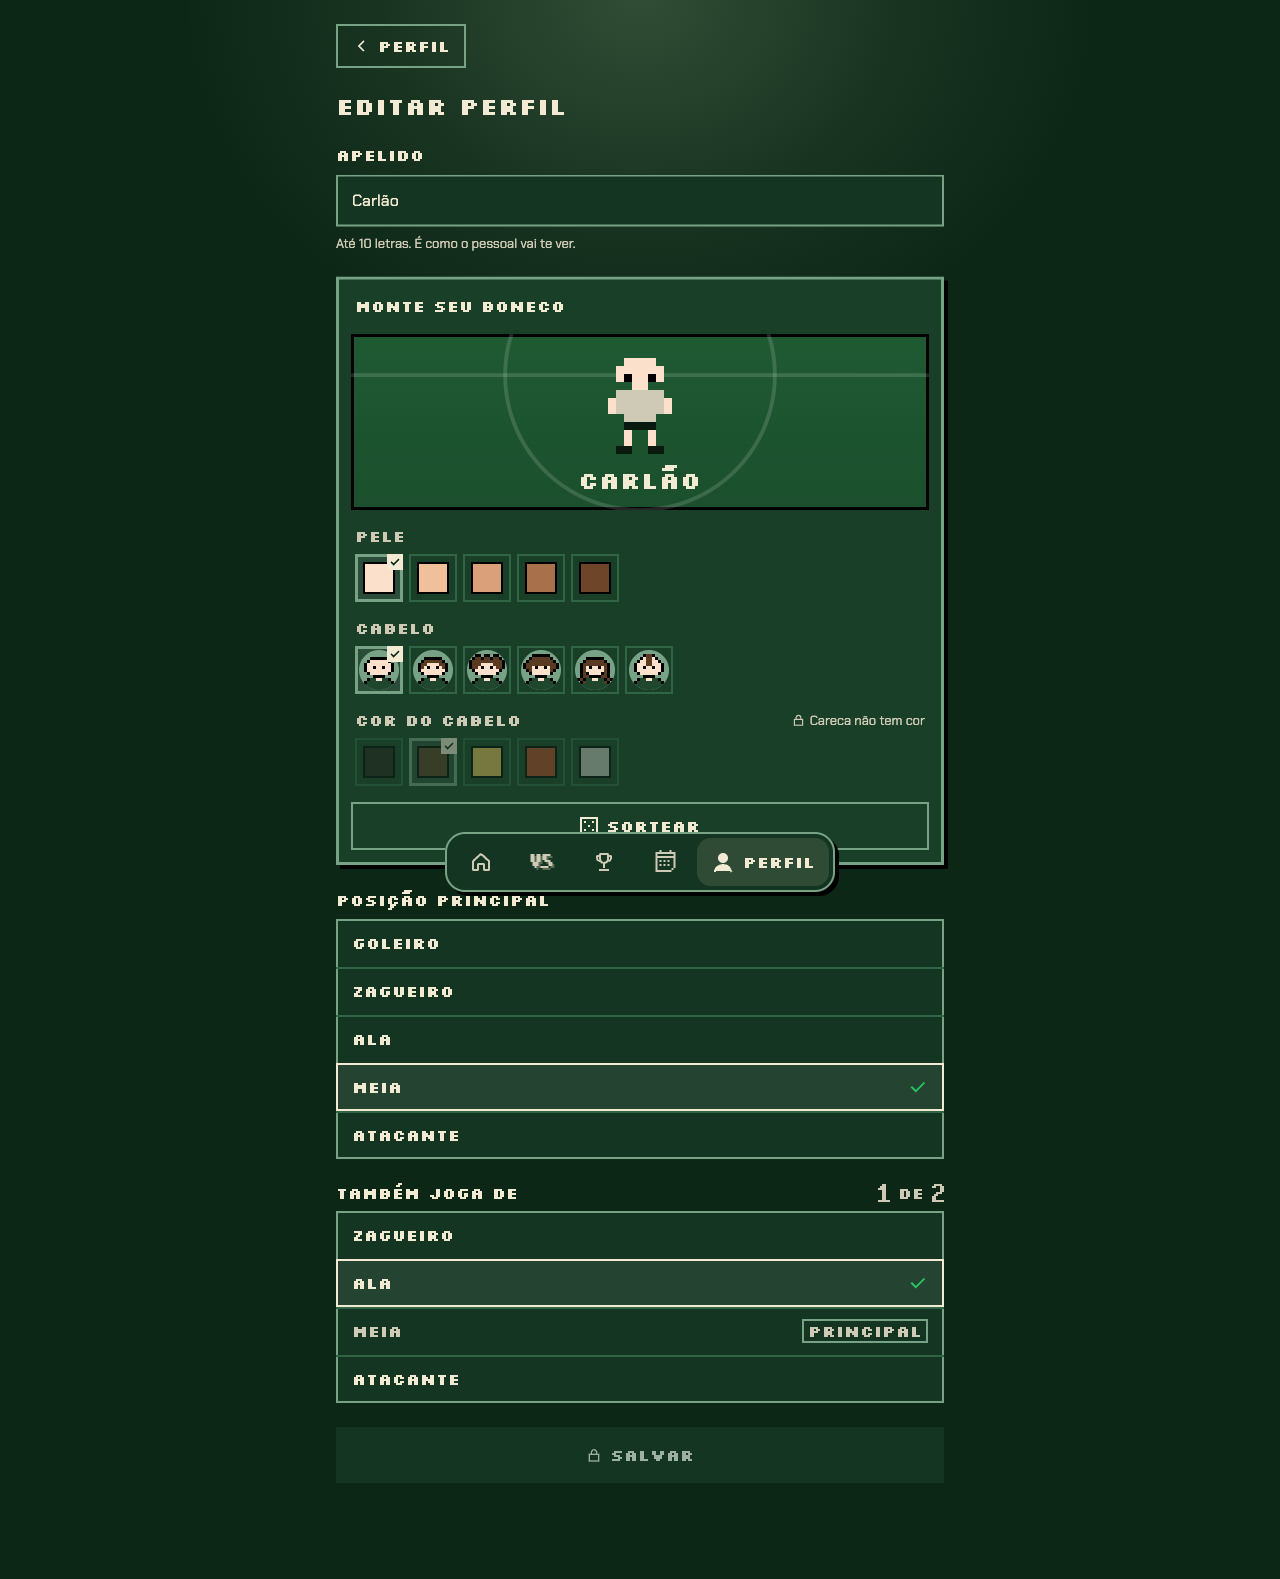 PERFIL
EDITAR PERFIL
APELIDO
Carlão
Até 10 letras. É como o pessoal vai te ver.
MONTE SEU BONECO
CARLÃO
PELE
CABELO
COR DO CABELO
Careca não tem cor
SORTEAR
VS
PERFIL
POSIÇÃO PRINCIPAL
GOLEIRO
ZAGUEIRO
ALA
MEIA
ATACANTE
TAMBÉM JOGA DE
1 DE 2
ZAGUEIRO
ALA
MEIA
PRINCIPAL
ATACANTE
SALVAR